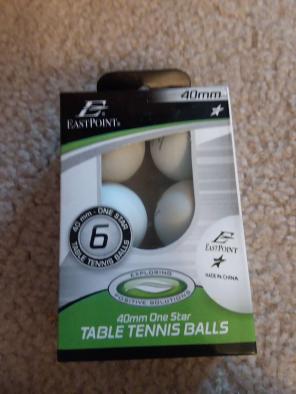 40mm
EASTPOINT
40 mm - ONE STAR
6
TABLE TENNIS BALLS
EASTPOINT
MADE IN CHINA
EXPLORING
POSITIVE SOLUTIONS
40mm One Star
TABLE TENNIS BALLS